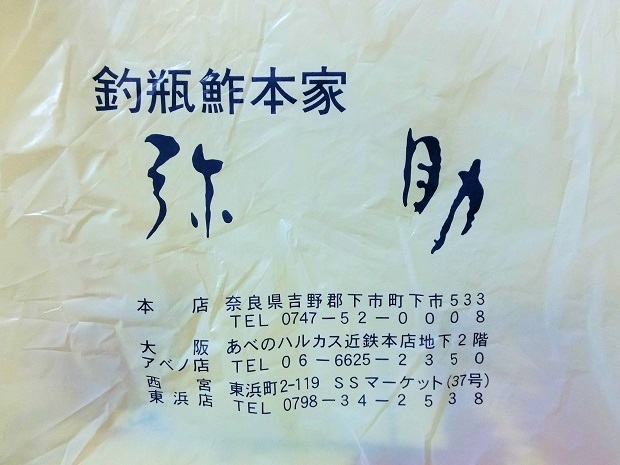 釣瓶鮓本家
弥助
本店 奈良県吉野郡下市町下市533
TEL 0747-52-0008
大阪 あべのハルカス近鉄本店地下2階
アベノ店 TEL 06-6625-2350
西宮 東浜町2-119 SSマーケット(37号)
東浜店 TEL 0798-34-2538